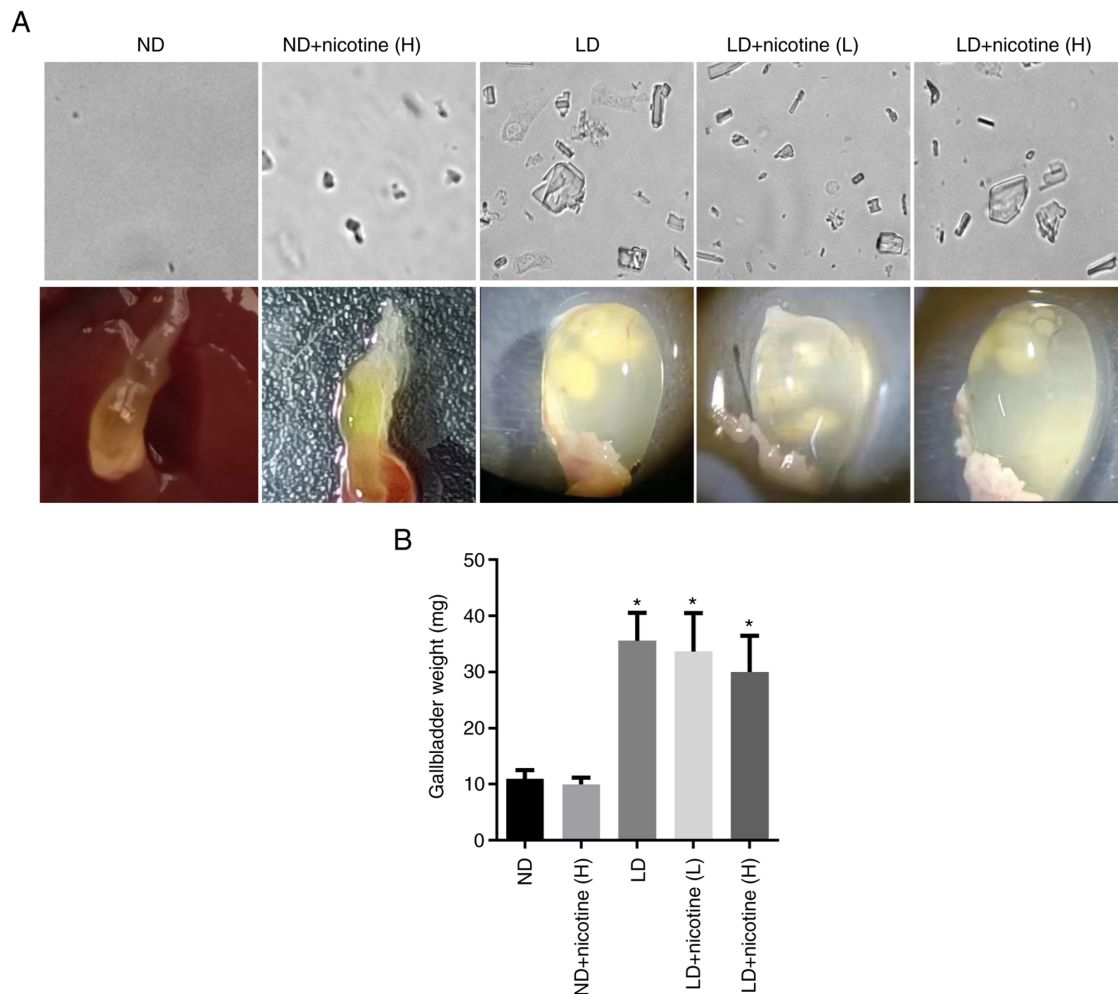 A
ND ND+nicotine (H) LD LD+nicotine (L) LD+nicotine (H)
B
Gallbladder weight (mg)
50
40
30
20
10
0
* * *
ND ND+nicotine (H) LD LD+nicotine (L) LD+nicotine (H)